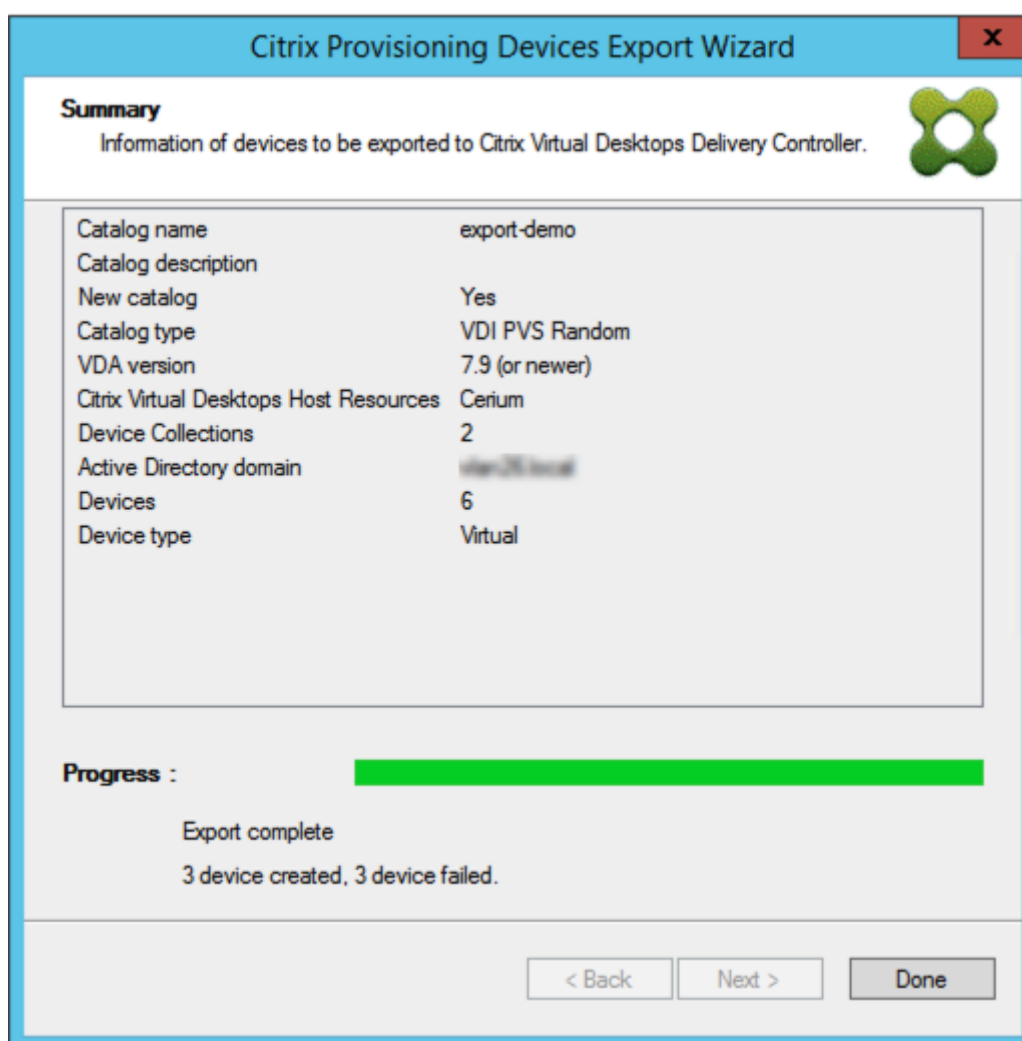 Citrix Provisioning Devices Export Wizard
x
Summary
Information of devices to be exported to Citrix Virtual Desktops Delivery Controller.
Catalog name export-demo
Catalog description
New catalog Yes
Catalog type VDI PVS Random
VDA version 7.9 (or newer)
Citrix Virtual Desktops Host Resources Cerium
Device Collections 2
Active Directory domain
Devices 6
Device type Virtual
Progress :
Export complete
3 device created, 3 device failed.
< Back Next > Done